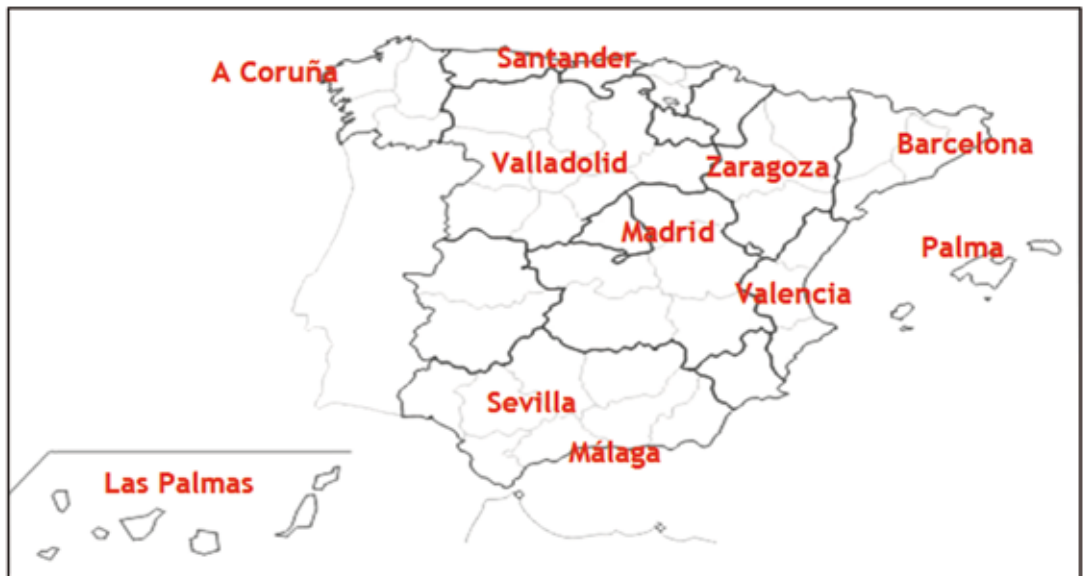 Santander
A Coruña
Barcelona
Valladolid
Zaragoza
Madrid
Palma
Valencia
Sevilla
Málaga
Las Palmas